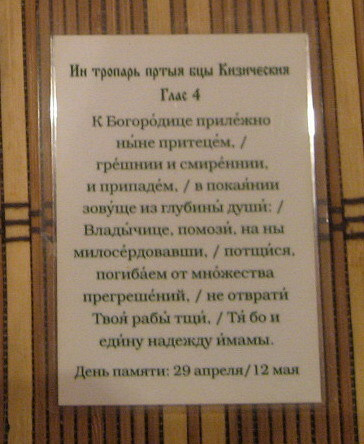 Ин тропарь пртыя бцы Кизическия
Глас 4
К Богоро́дице приле́жно
ны́не притеце́м, /
гре́шнии и смире́ннии,
и припаде́м, / в покая́нии
зову́ще из глубины́ души́: /
Влады́чице, помози́, на ны
милосе́рдовавши, / потщи́ся,
погиба́ем от мно́жества
прегреше́ний, / не отврати́
Твоя́ рабы́ тщи́, / Тя́ бо и
еди́ну надежду и́мамы.
День памяти: 29 апреля/12 мая